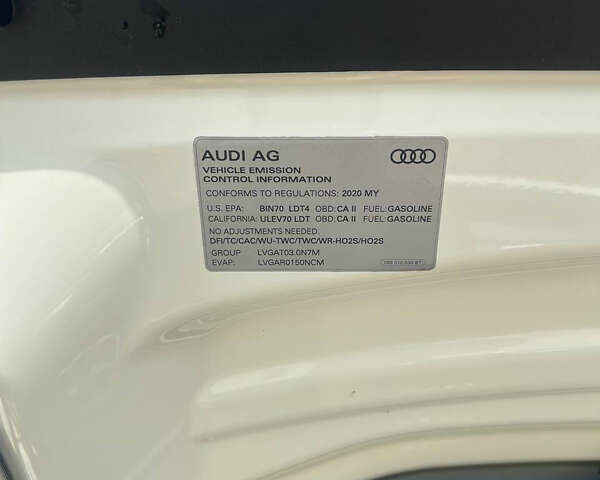 AUDI AG
VEHICLE EMISSION
CONTROL INFORMATION
CONFORMS TO REGULATIONS: 2020 MY
U.S. EPA: BIN70 LDT4 OBD: CA II FUEL: GASOLINE
CALIFORNIA: ULEV70 LDT OBD: CA II FUEL: GASOLINE
NO ADJUSTMENTS NEEDED.
DFI/TC/CAC/WU-TWC/TWC/WR-HO2S/HO2S
GROUP LVGAT03.0N7M
EVAP: LVGAR0150NCM